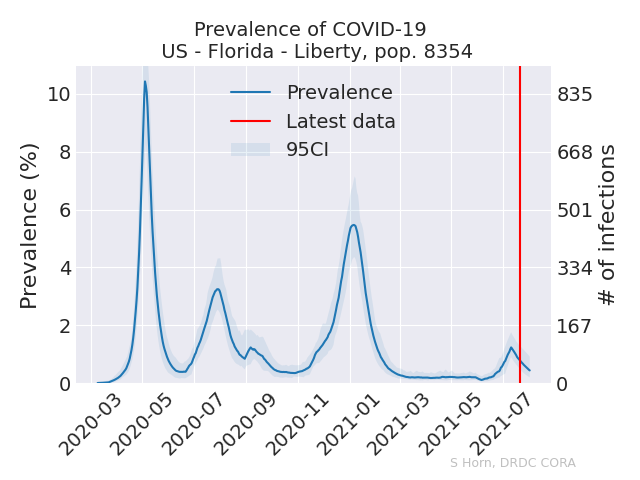 Prevalence of COVID-19
US - Florida - Liberty, pop. 8354
Prevalence
Latest data
95CI
Prevalence (%)
10
8
6
4
2
0
# of infections
835
668
501
334
167
0
2020-03
2020-05
2020-07
2020-09
2020-11
2021-01
2021-03
2021-05
2021-07
S Horn, DRDC CORA